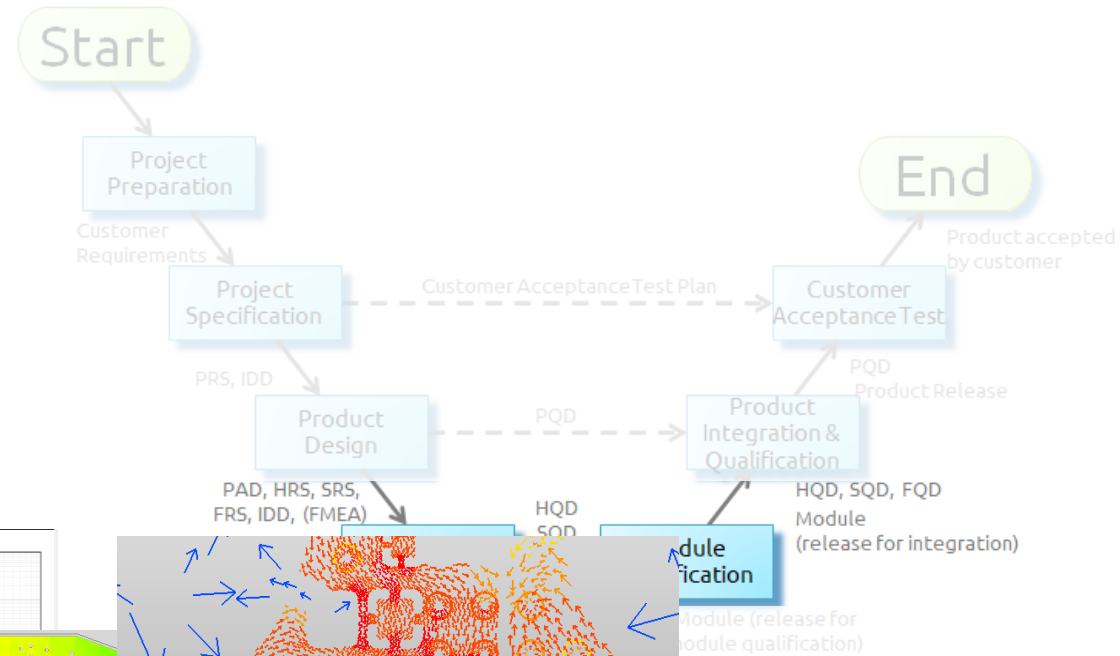 Start
Project
Preparation
End
Customer
Requirements
Product accepted
by customer
Project
Specification
Customer Acceptance Test Plan
Customer
Acceptance Test
PRS, IDD
PQD
Product Release
Product
Design
PQD
Product
Integration &
Qualification
PAD, HRS, SRS,
FRS, IDD, (FMEA)
HQD
SQD
HQD, SQD, FQD
Module
(release for integration)
dule
fication
Module (release for
module qualification)